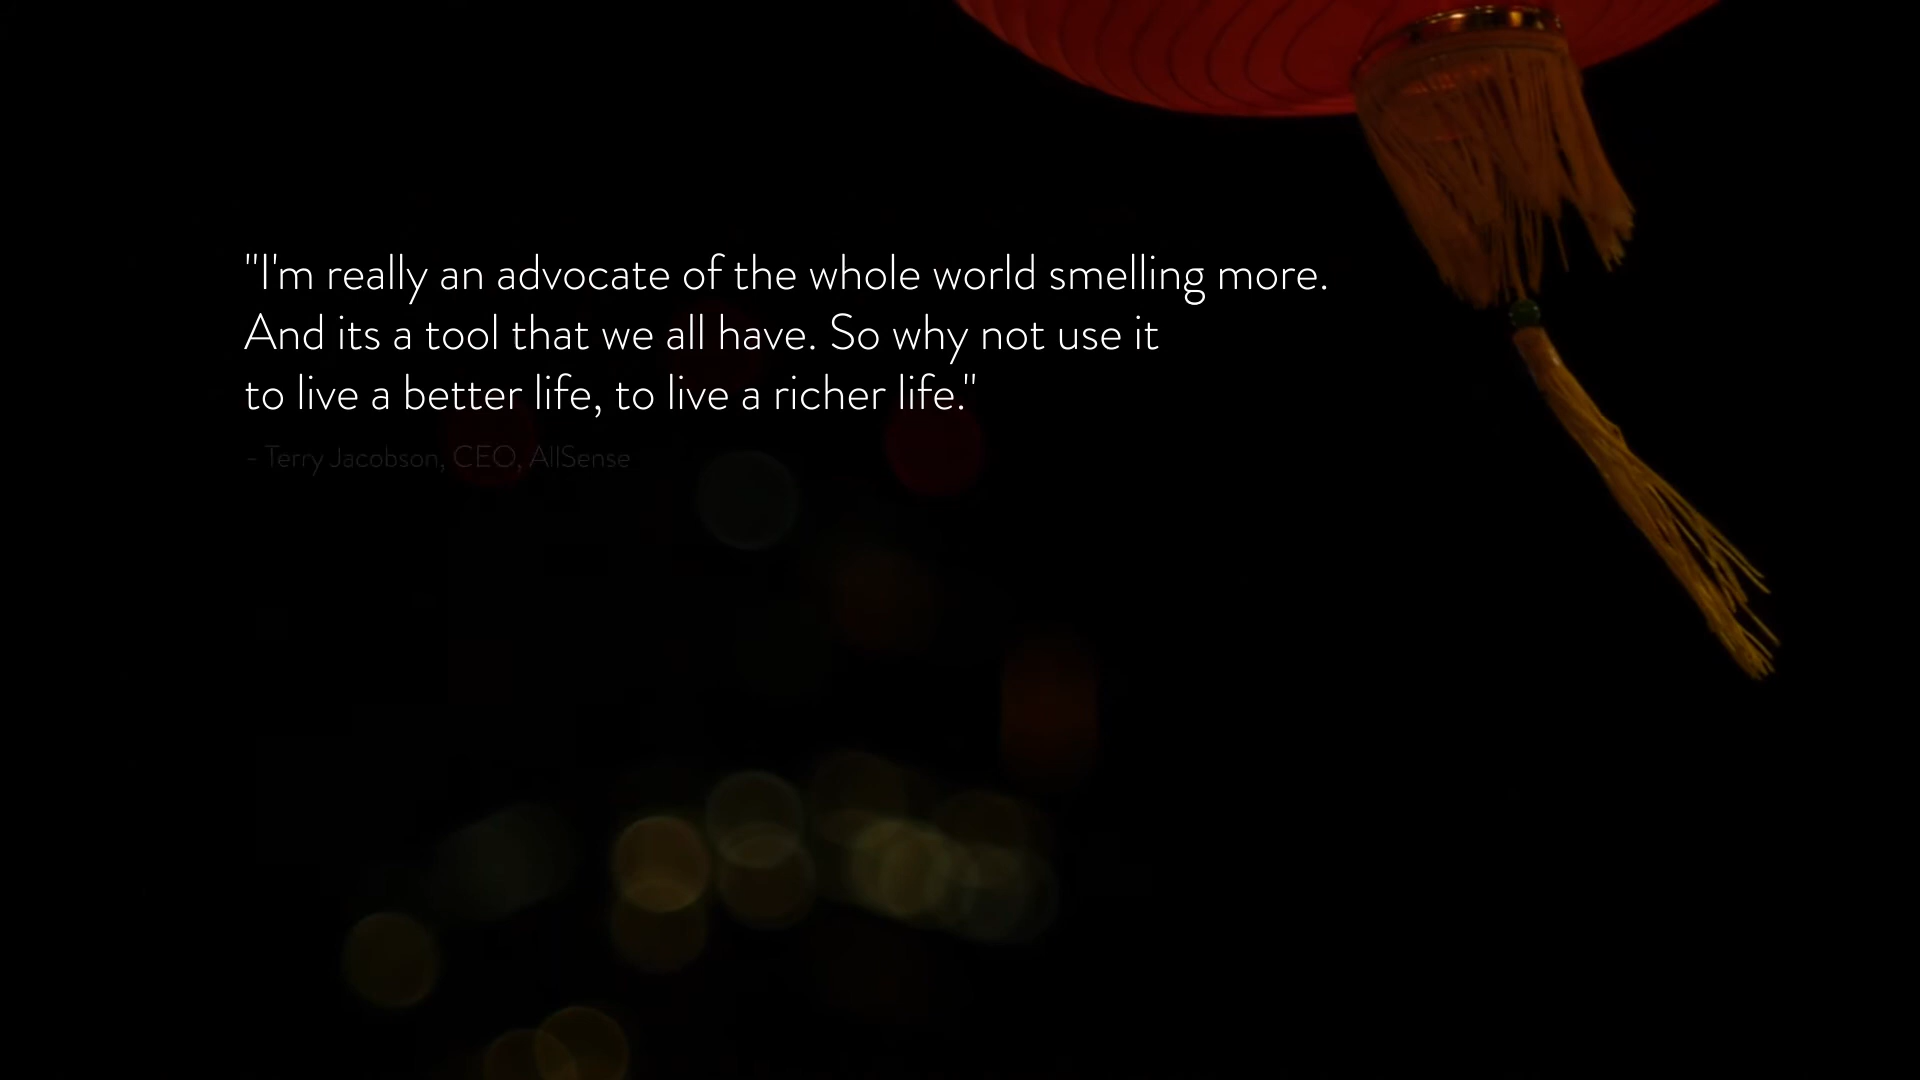 "I'm really an advocate of the whole world smelling more.
And its a tool that we all have. So why not use it
to live a better life, to live a richer life."
- Terry Jacobson, CEO, AllSense